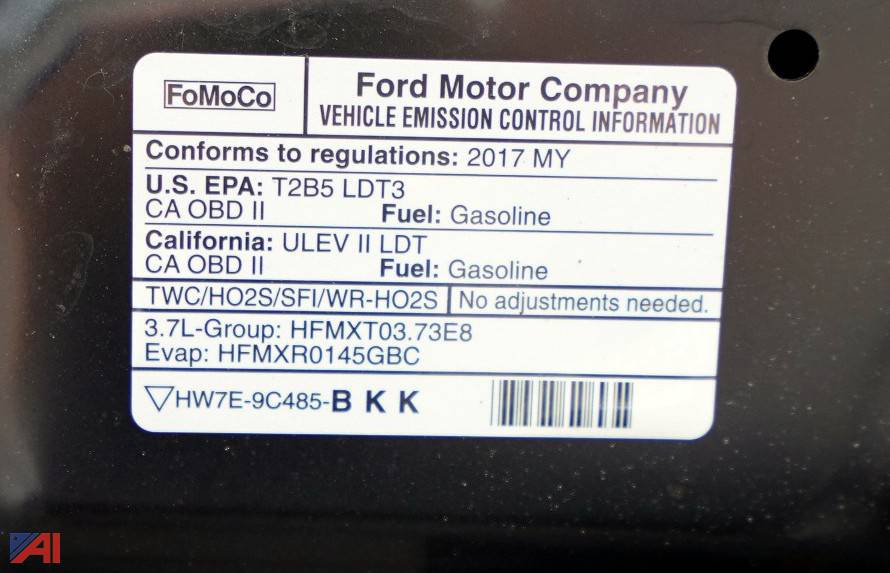 FoMoCo
Ford Motor Company
VEHICLE EMISSION CONTROL INFORMATION
Conforms to regulations: 2017 MY
U.S. EPA: T2B5 LDT3
CA OBD II Fuel: Gasoline
California: ULEV II LDT
CA OBD II Fuel: Gasoline
TWC/HO2S/SFI/WR-HO2S No adjustments needed.
3.7L-Group: HFMXT03.73E8
Evap: HFMXR0145GBC
HW7E-9C485-B K K
AI